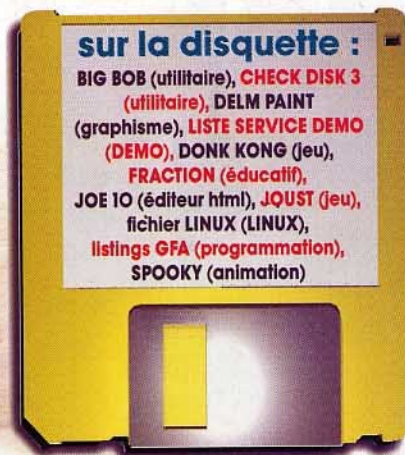 sur la disquette :
BIG BOB (utilitaire), CHECK DISK 3
(utilitaire), DELM PAINT
(graphisme), LISTE SERVICE DEMO
(DEMO), DONK KONG (jeu),
FRACTION (éducatif),
JOE 10 (éditeur html), JOUST (jeu),
fichier LINUX (LINUX),
listings GFA (programmation),
SPOOKY (animation)